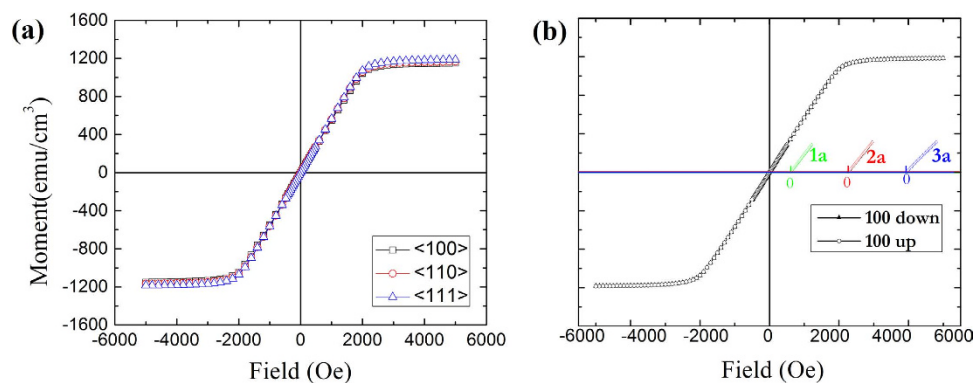 (a)
Moment(emu/cm³)
1600
1200
800
400
0
-400
-800
-1200
-1600
<100>
<110>
<111>
-6000 -4000 -2000 0 2000 4000 6000
Field (Oe)
(b)
1a 2a 3a
0 0 0
100 down
100 up
-6000 -4000 -2000 0 2000 4000 6000
Field (Oe)